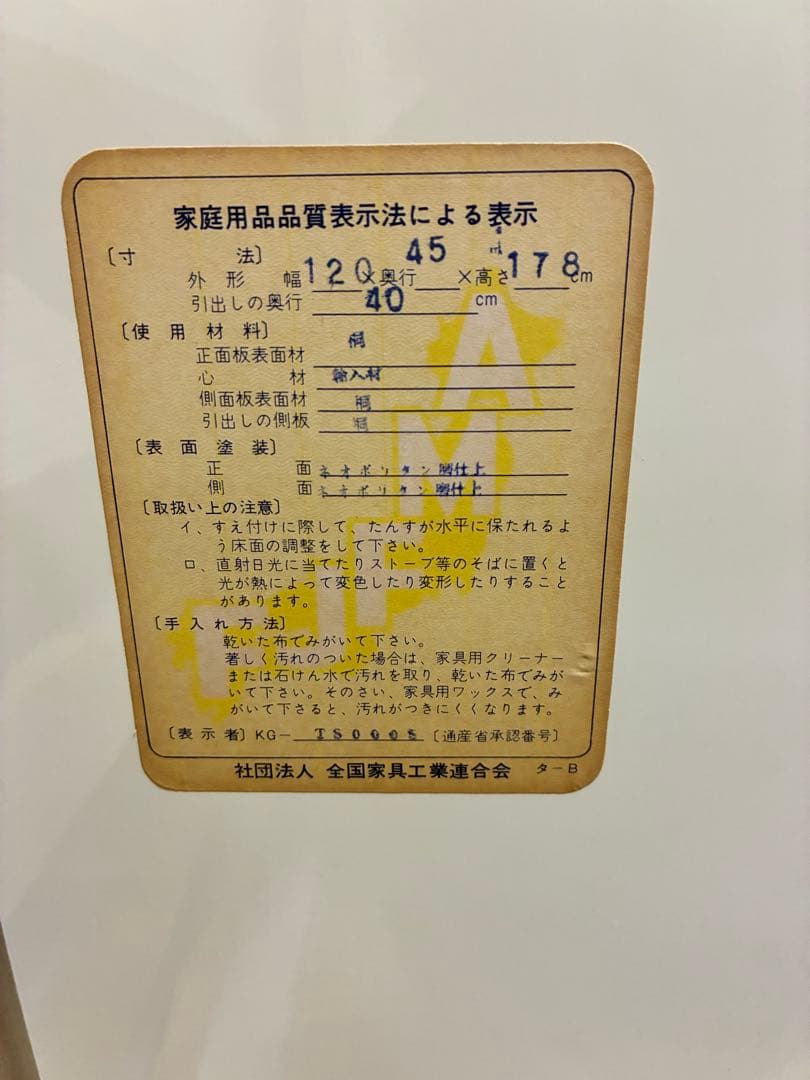 家庭用品品質表示法による表示
〔寸法〕
外形 幅120×奥行45×高さ178cm
引出しの奥行 40 cm
〔使用材料〕
正面板表面材 桐
心材 輸入材
側面板表面材 桐
引出しの側板 桐
〔表面塗装〕
正面 ネオポリタン 仕上
側面 ネオポリタン 仕上
〔取扱い上の注意〕
イ、すえ付けに際して、たんすが水平に保たれるよ
う床面の調整をして下さい。
ロ、直射日光に当てたりストーブ等のそばに置くと
光が熱によって変色したり変形したりすること
があります。
〔手入れ方法〕
乾いた布でみがいて下さい。
著しく汚れのついた場合は、家具用クリーナー
または石けん水で汚れを取り、乾いた布でみが
いて下さい。そのさい、家具用ワックスで、み
がいて下さると、汚れがつきにくくなります。
〔表示者〕KG－ 〔通産省承認番号〕
社団法人 全国家具工業連合会 ターB